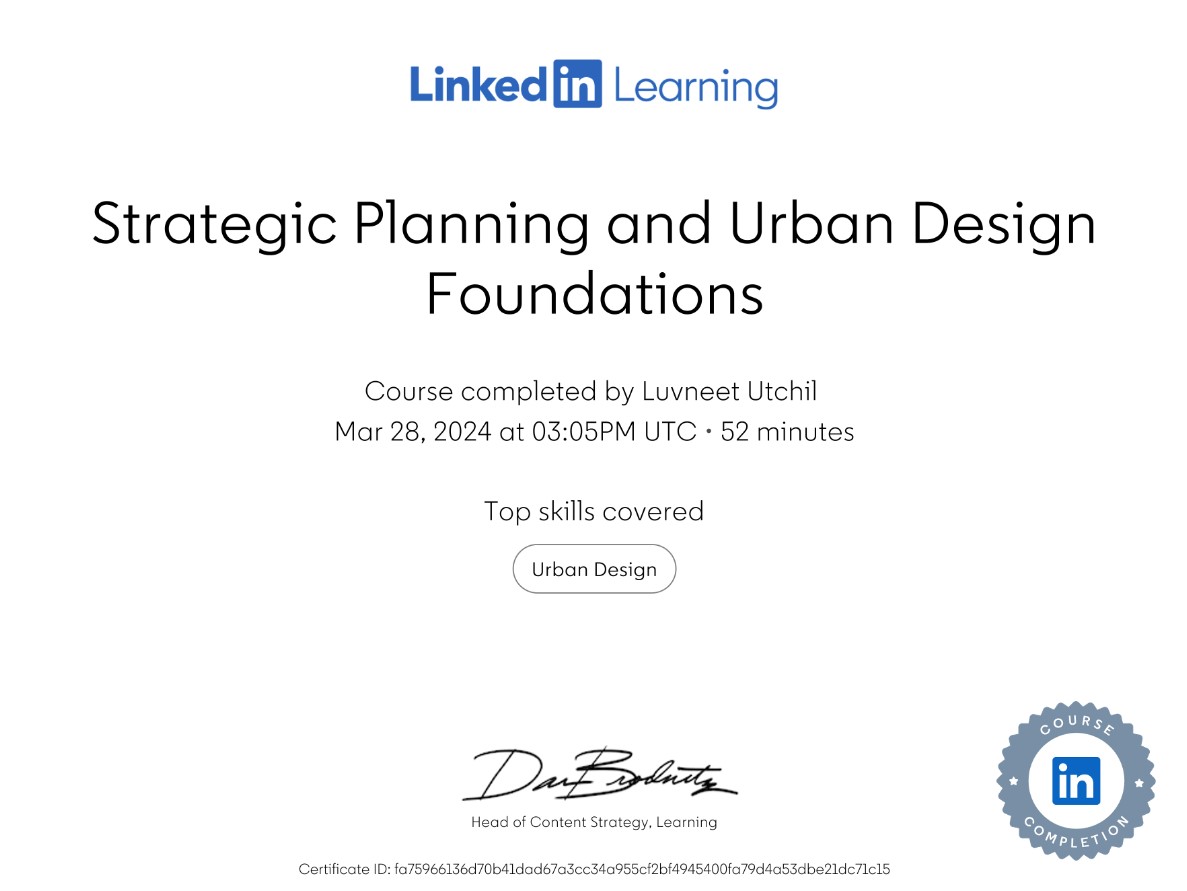 Linked in Learning
Strategic Planning and Urban Design
Foundations
Course completed by Luvneet Utchil
Mar 28, 2024 at 03:05PM UTC • 52 minutes
Top skills covered
Urban Design
Dan Brodnitz
Head of Content Strategy, Learning
COURSE
in
COMPLETION
Certificate ID: fa75966136d70b41dad67a3cc34a955cf2bf4945400fa79d4a53dbe21dc71c15